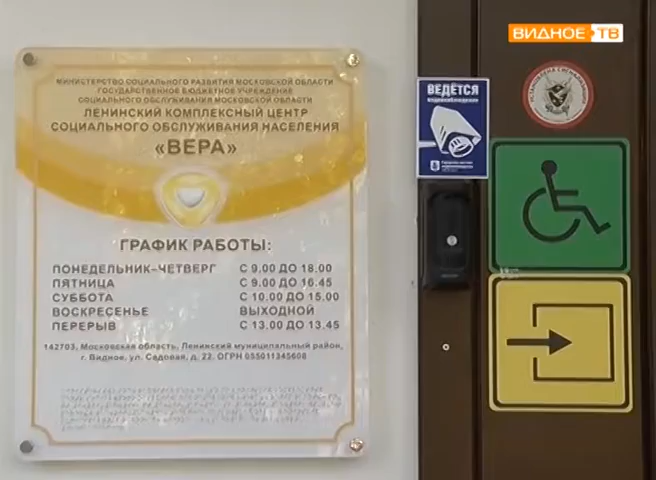 ВИДНОЕ ТВ
МИНИСТЕРСТВО СОЦИАЛЬНОГО РАЗВИТИЯ МОСКОВСКОЙ ОБЛАСТИ
ГОСУДАРСТВЕННОЕ БЮДЖЕТНОЕ УЧРЕЖДЕНИЕ
СОЦИАЛЬНОГО ОБСЛУЖИВАНИЯ МОСКОВСКОЙ ОБЛАСТИ
ЛЕНИНСКИЙ КОМПЛЕКСНЫЙ ЦЕНТР
СОЦИАЛЬНОГО ОБСЛУЖИВАНИЯ НАСЕЛЕНИЯ
«ВЕРА»
ГРАФИК РАБОТЫ:
ПОНЕДЕЛЬНИК-ЧЕТВЕРГ С 9.00 ДО 18.00
ПЯТНИЦА С 9.00 ДО 16.45
СУББОТА С 10.00 ДО 15.00
ВОСКРЕСЕНЬЕ ВЫХОДНОЙ
ПЕРЕРЫВ С 13.00 ДО 13.45
142703, Московская область, Ленинский муниципальный район,
г. Видное, ул. Садовая, д. 22. ОГРН 055011345608
ВЕДЁТСЯ
видеонаблюдение